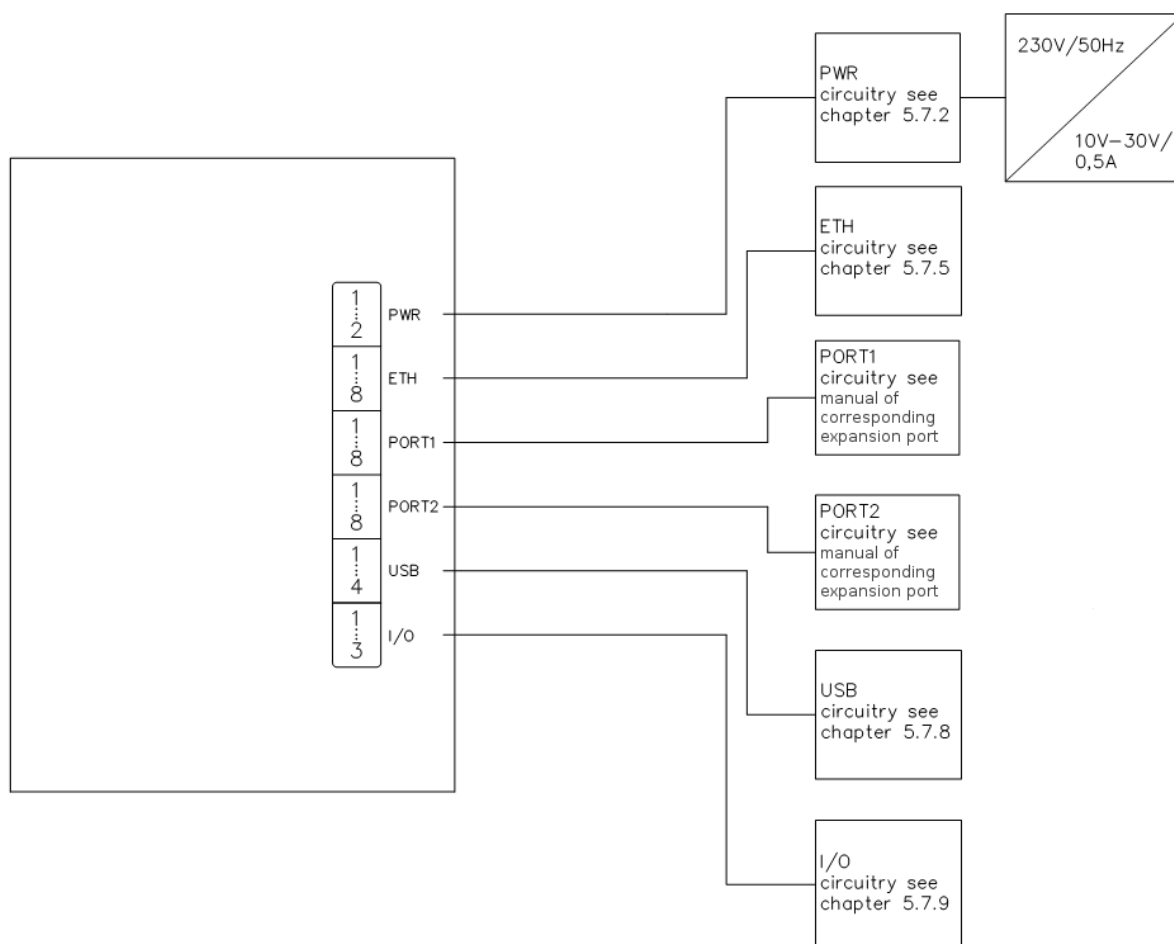 230V/50Hz
10V–30V/
0,5A
PWR
circuitry see
chapter 5.7.2
ETH
circuitry see
chapter 5.7.5
1
2
PWR
1
8
ETH
1
8
PORT1
1
8
PORT2
1
4
USB
1
3
I/O
PORT1
circuitry see
manual of
corresponding
expansion port
PORT2
circuitry see
manual of
corresponding
expansion port
USB
circuitry see
chapter 5.7.8
I/O
circuitry see
chapter 5.7.9